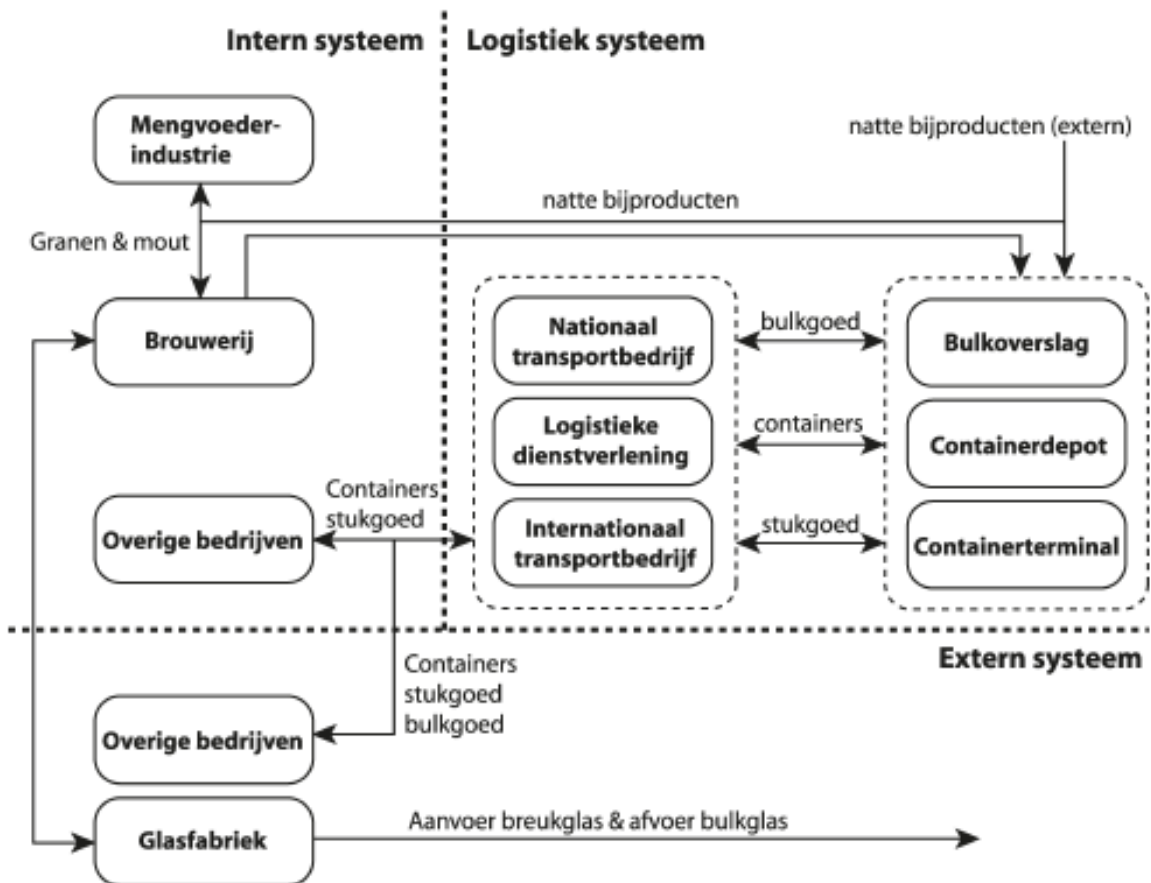 Intern systeem
Logistiek systeem
Mengvoeder-
industrie
natte bijproducten (extern)
natte bijproducten
Granen & mout
Brouwerij
Nationaal
transportbedrijf
bulkgoed
Bulkoverslag
Logistieke
dienstverlening
containers
Containerdepot
Containers
stukgoed
Overige bedrijven
Internationaal
transportbedrijf
stukgoed
Containerterminal
Extern systeem
Containers
stukgoed
bulkgoed
Overige bedrijven
Glasfabriek
Aanvoer breukglas & afvoer bulkglas